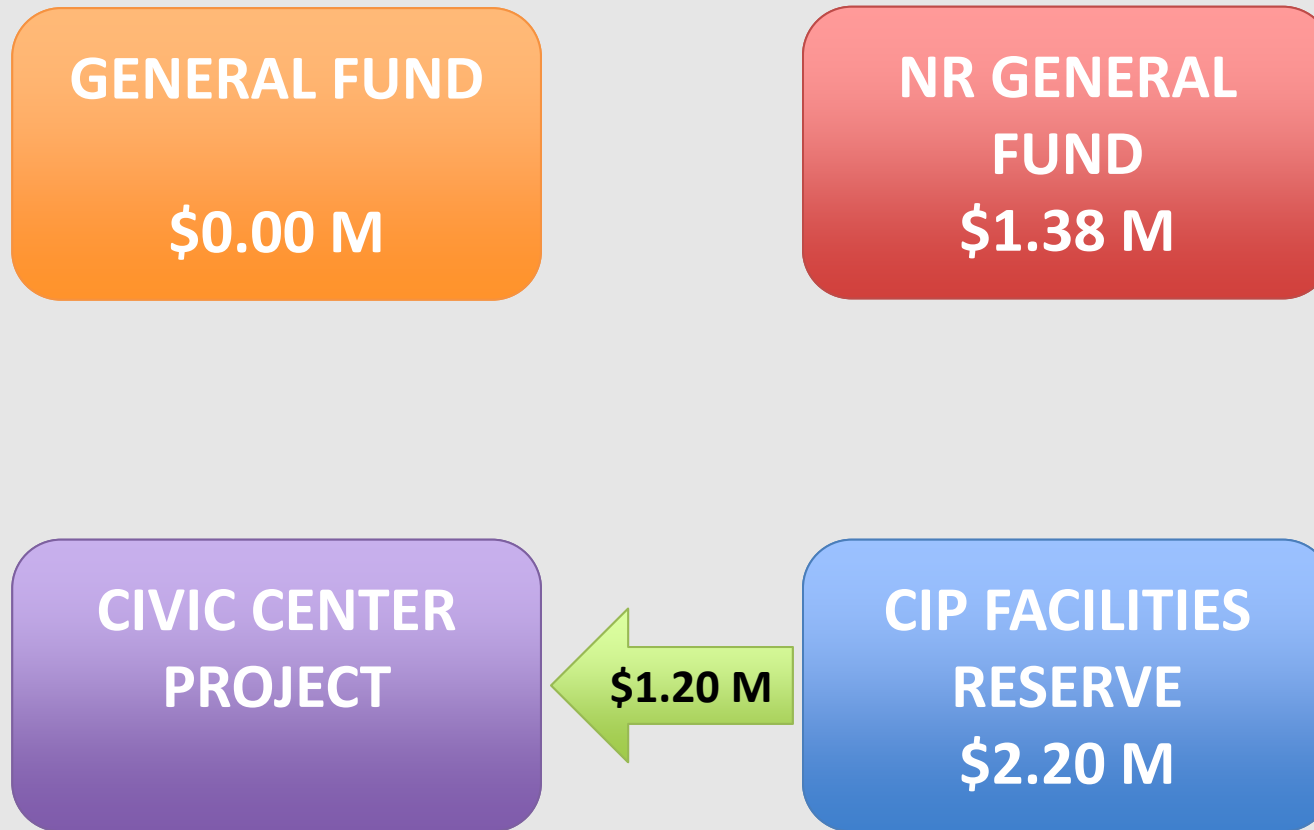 GENERAL FUND
$0.00 M
NR GENERAL
FUND
$1.38 M
CIVIC CENTER
PROJECT
$1.20 M
CIP FACILITIES
RESERVE
$2.20 M